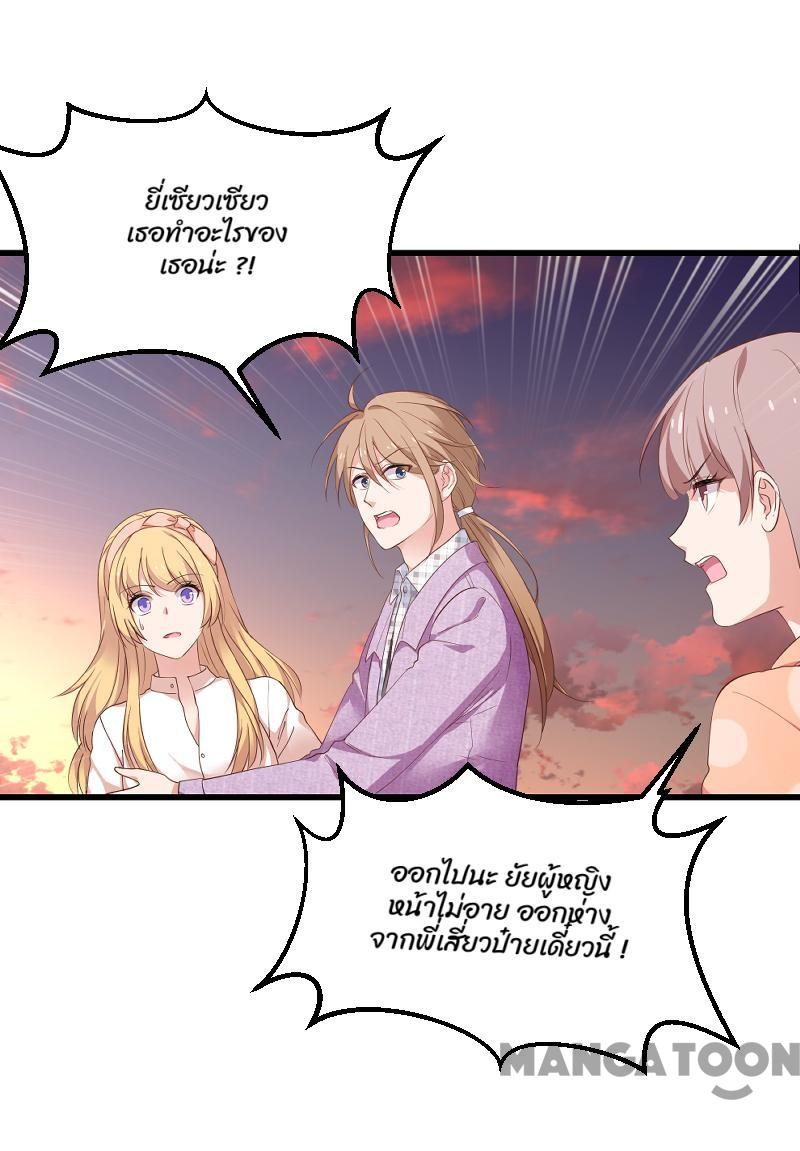 ยี่เซียวเซียว
เธอทำอะไรของ
เธอน่ะ ?!
ออกไปนะ ยัยผู้หญิง
หน้าไม่อาย ออกห่าง
จากพี่เสี่ยวป๋ายเดี๋ยวนี้ !
MANGATOON